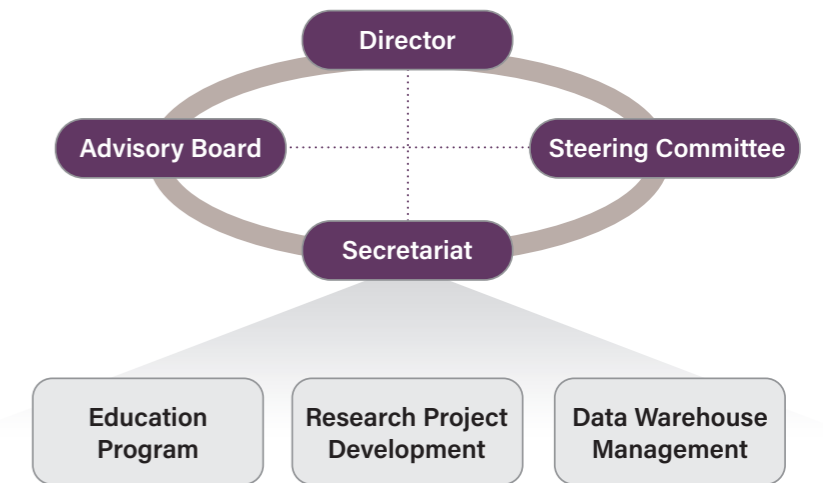 Director
Advisory Board
Steering Committee
Secretariat
Education
Program
Research Project
Development
Data Warehouse
Management